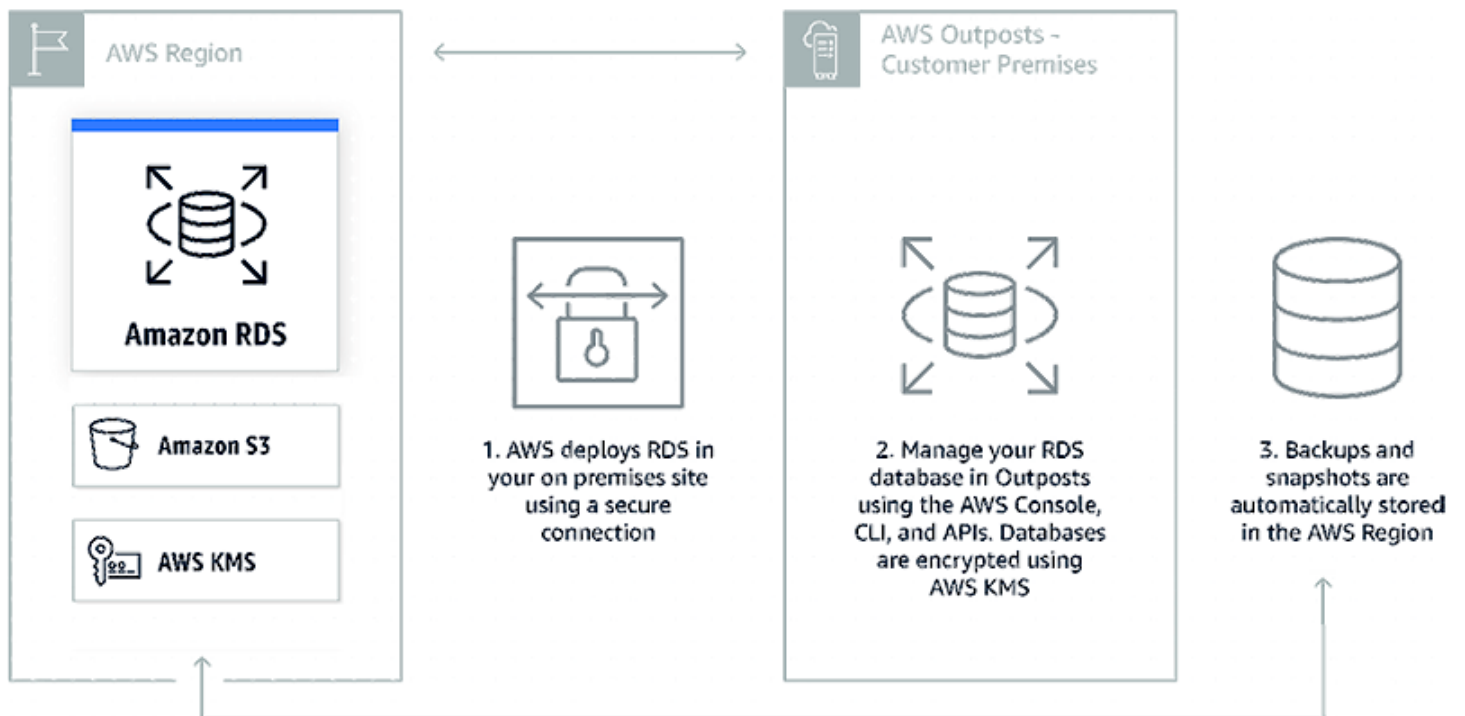 AWS Region
Amazon RDS
Amazon S3
AWS KMS
1. AWS deploys RDS in
your on premises site
using a secure
connection
AWS Outposts -
Customer Premises
2. Manage your RDS
database in Outposts
using the AWS Console,
CLI, and APIs. Databases
are encrypted using
AWS KMS
3. Backups and
snapshots are
automatically stored
in the AWS Region